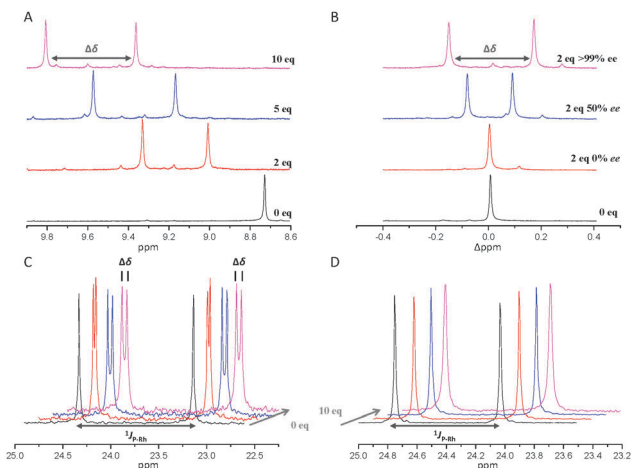 A
Δδ
10 eq
5 eq
2 eq
0 eq
9.8 9.6 9.4 9.2 9.0 8.8 8.6
ppm
B
Δδ
2 eq >99% ee
2 eq 50% ee
2 eq 0% ee
0 eq
-0.4 -0.2 0.0 0.2 0.4
Δppm
C
Δδ
Δδ
10 eq
0 eq
¹JP-Rh
25.0 24.5 24.0 23.5 23.0 22.5
ppm
D
¹JP-Rh
25.0 24.8 24.6 24.4 24.2 24.0 23.8 23.6 23.4 23.2
ppm